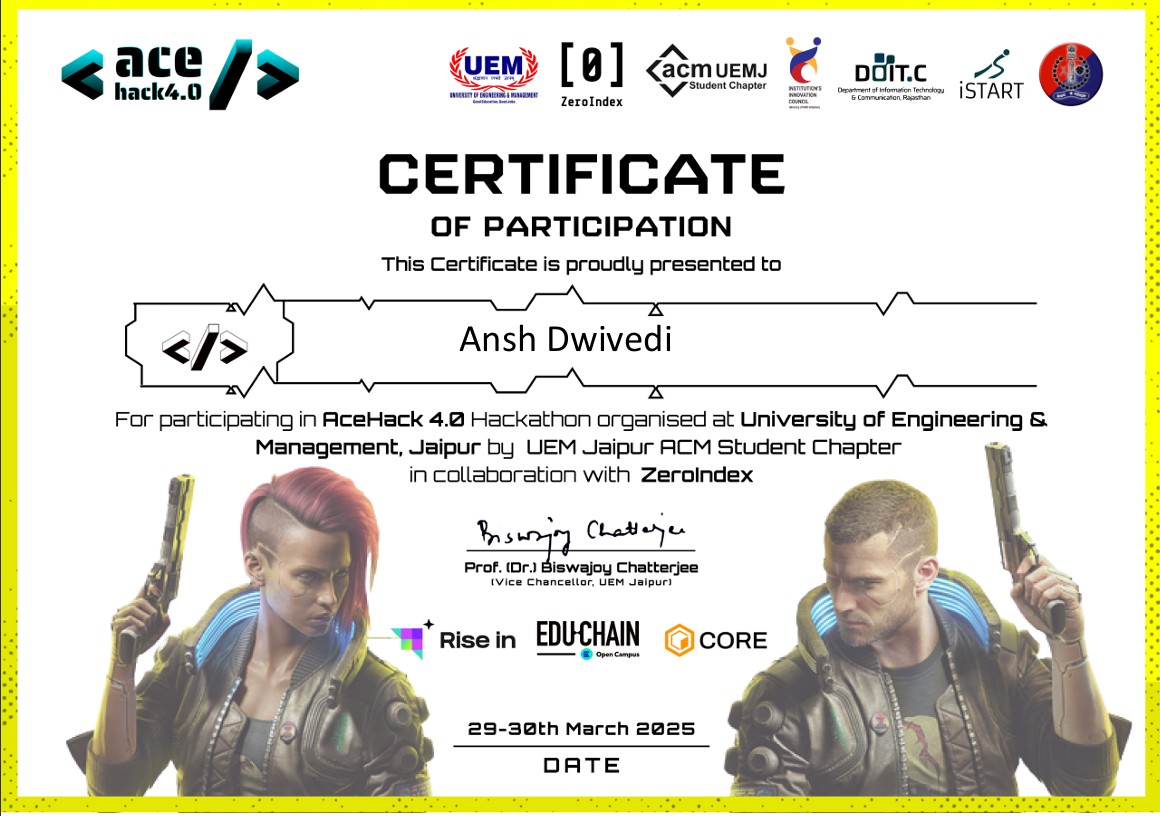 ace
hack4.0
UEM
UNIVERSITY OF ENGINEERING & MANAGEMENT
Good Education, Good Jobs
[0]
ZeroIndex
acm UEMJ
Student Chapter
INSTITUTION'S
INNOVATION
COUNCIL
DOIT.C
Department of Information Technology
& Communication, Rajasthan
iSTART
CERTIFICATE
OF PARTICIPATION
This Certificate is proudly presented to
</>
Ansh Dwivedi
For participating in AceHack 4.0 Hackathon organised at University of Engineering &
Management, Jaipur by UEM Jaipur ACM Student Chapter
in collaboration with ZeroIndex
Biswajoy Chatterjee
Prof. (Dr.) Biswajoy Chatterjee
(Vice Chancellor, UEM Jaipur)
Rise in
EDU·CHAIN
Open Campus
CORE
29-30th March 2025
DATE